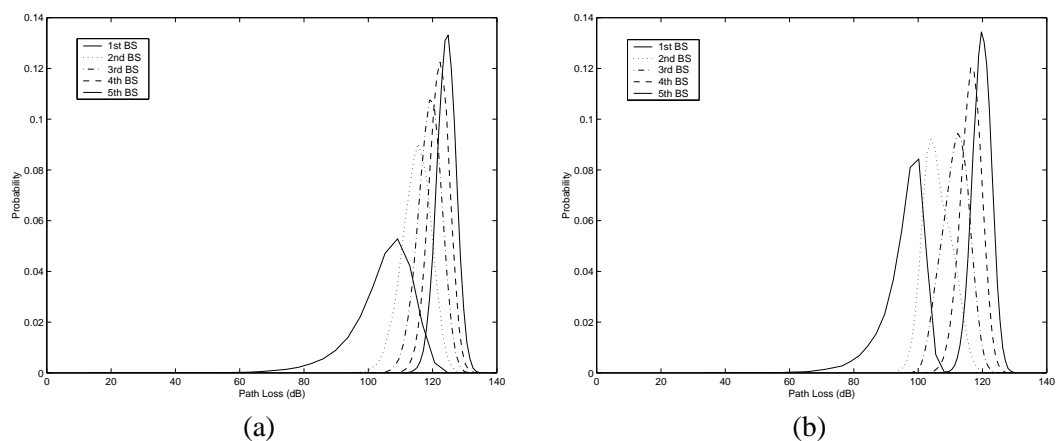 0.14
0.12
0.1
0.08
0.06
0.04
0.02
0
Probability
1st BS
2nd BS
3rd BS
4th BS
5th BS
0 20 40 60 80 100 120 140
Path Loss (dB)
(a)
0.14
0.12
0.1
0.08
0.06
0.04
0.02
0
Probability
1st BS
2nd BS
3rd BS
4th BS
5th BS
0 20 40 60 80 100 120 140
Path Loss (dB)
(b)